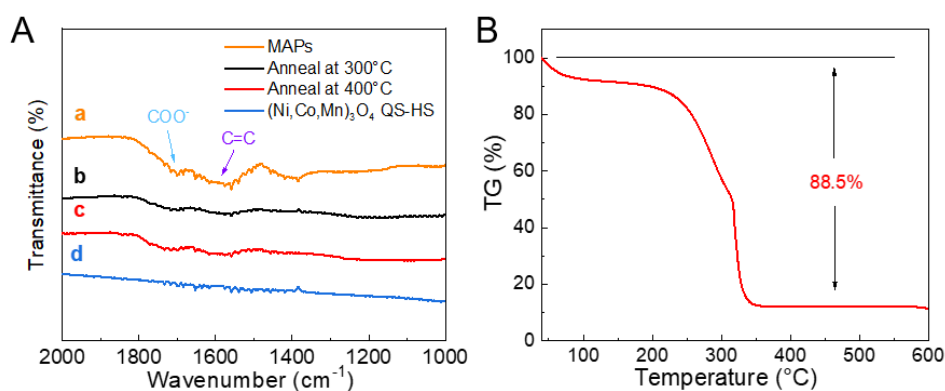 A
MAPs
Anneal at 300°C
Anneal at 400°C
(Ni,Co,Mn)₃O₄ QS-HS
a
COO⁻
C=C
b
c
d
Transmittance (%)
2000 1800 1600 1400 1200 1000
Wavenumber (cm⁻¹)
B
100
80
60
40
20
0
TG (%)
88.5%
100 200 300 400 500 600
Temperature (°C)